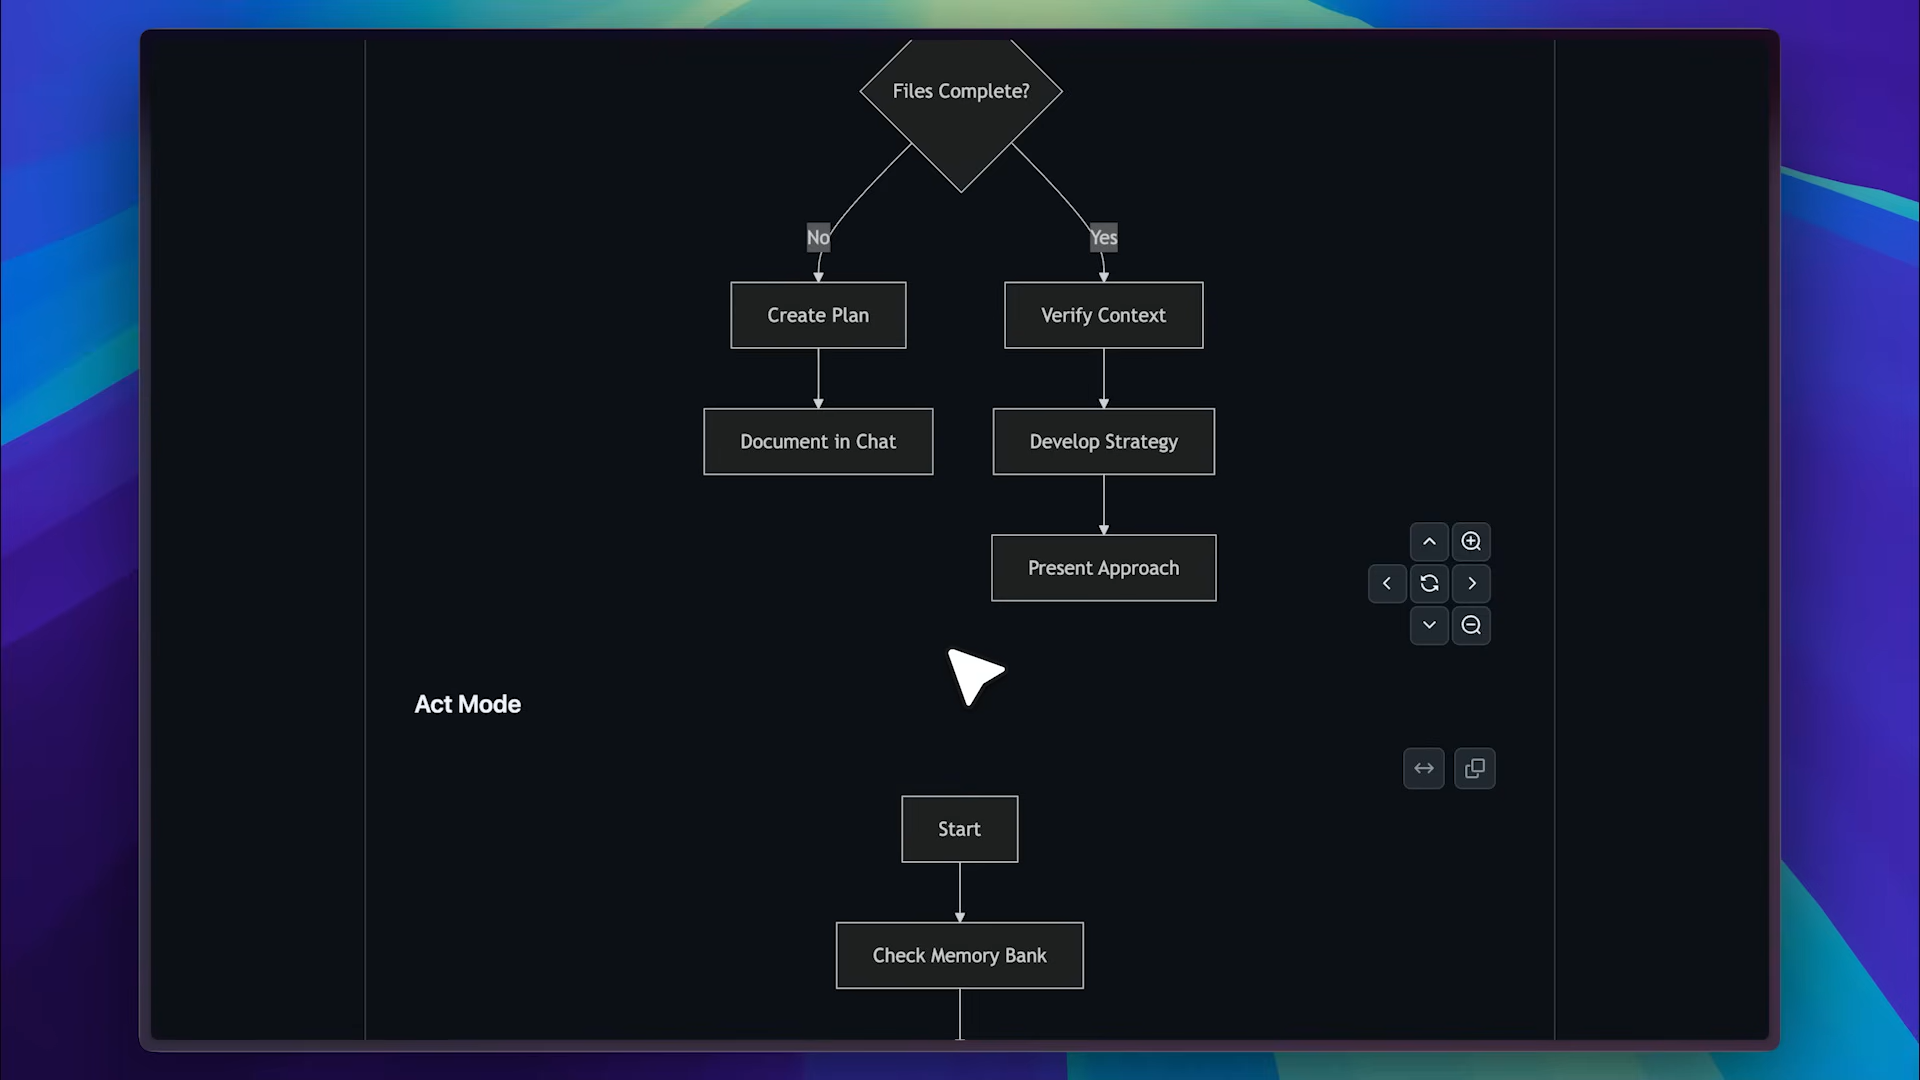 Files Complete?
No
Yes
Create Plan
Verify Context
Document in Chat
Develop Strategy
Present Approach
Act Mode
Start
Check Memory Bank